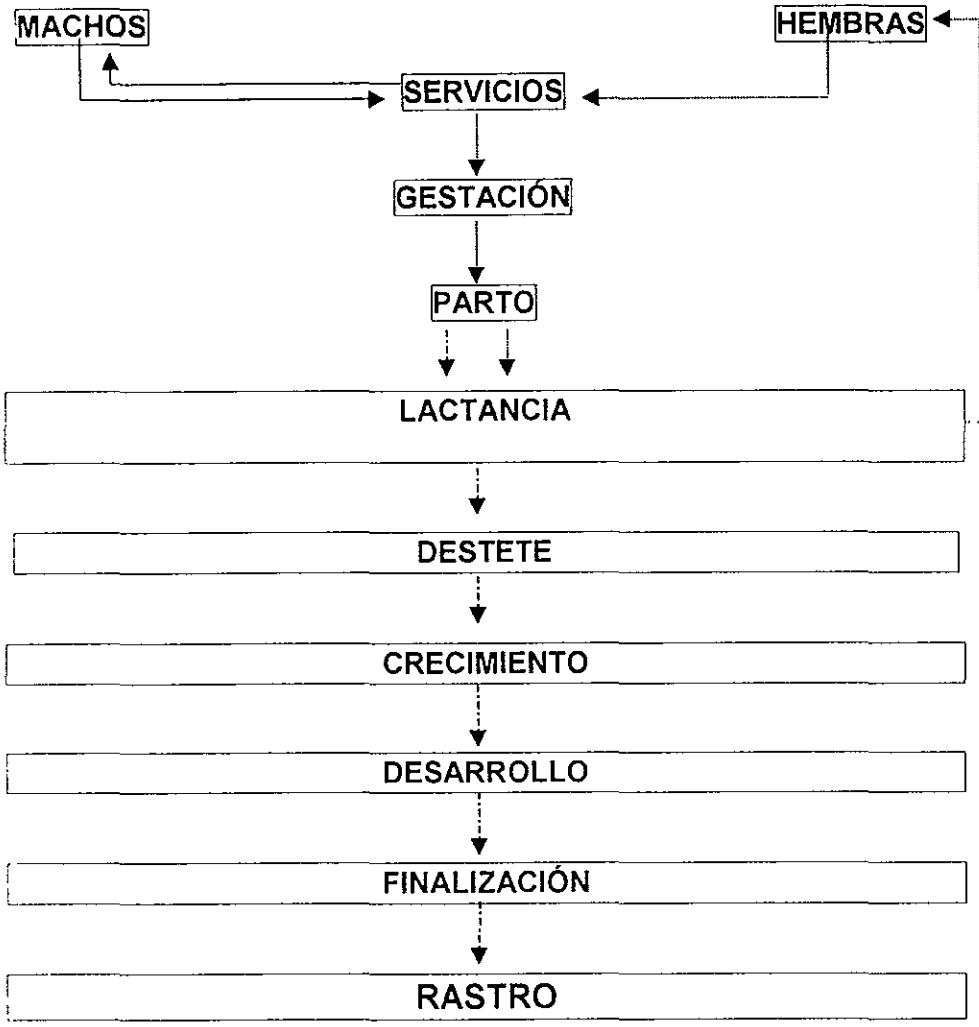 MACHOS
HEMBRAS
SERVICIOS
GESTACIÓN
PARTO
LACTANCIA
DESTETE
CRECIMIENTO
DESARROLLO
FINALIZACIÓN
RASTRO